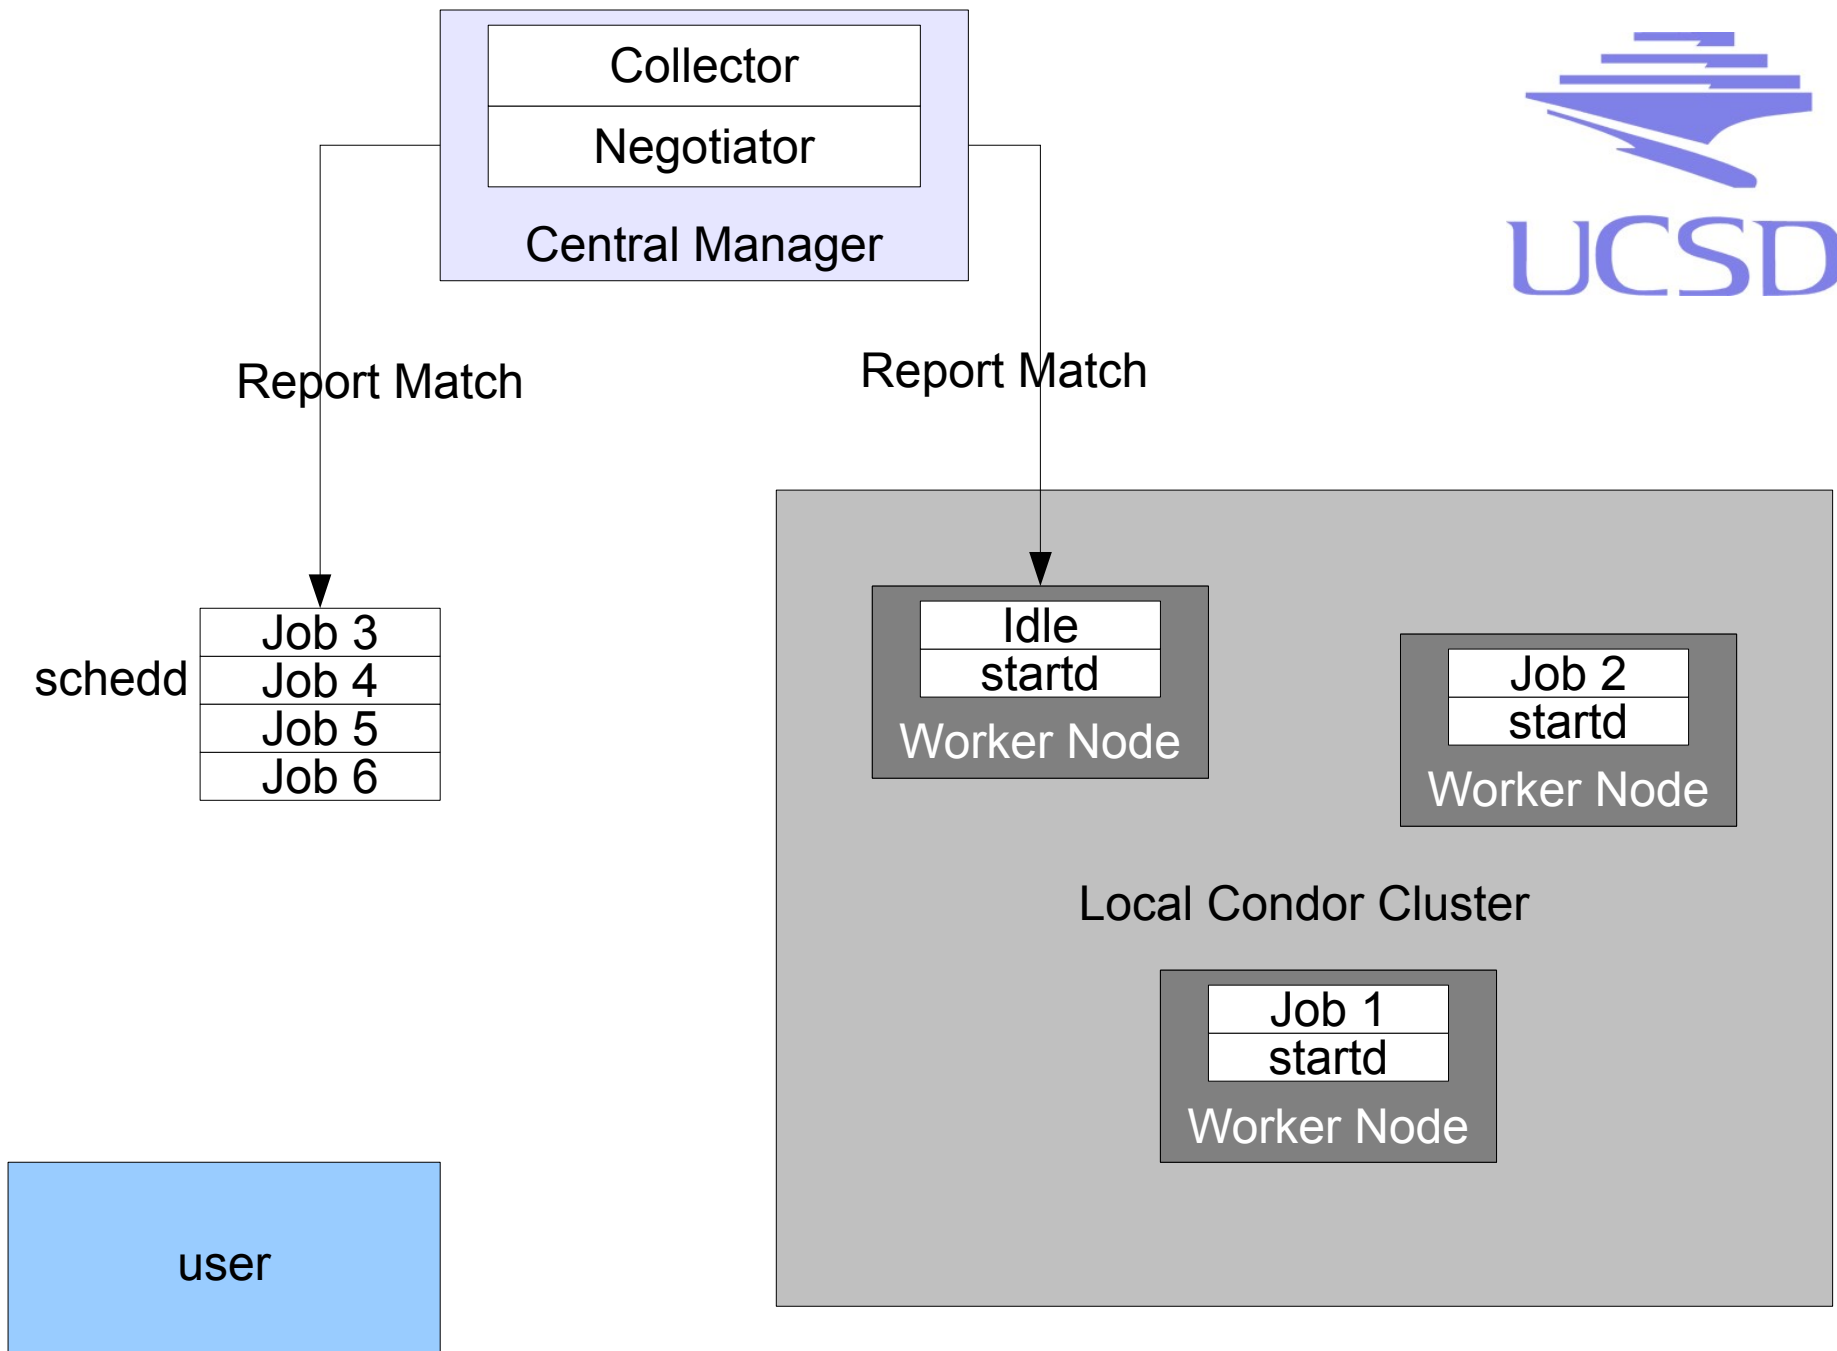 Collector
Negotiator
Central Manager
UCSD
Report Match
Report Match
schedd
Job 3
Job 4
Job 5
Job 6
Idle
startd
Worker Node
Job 2
startd
Worker Node
Local Condor Cluster
Job 1
startd
Worker Node
user